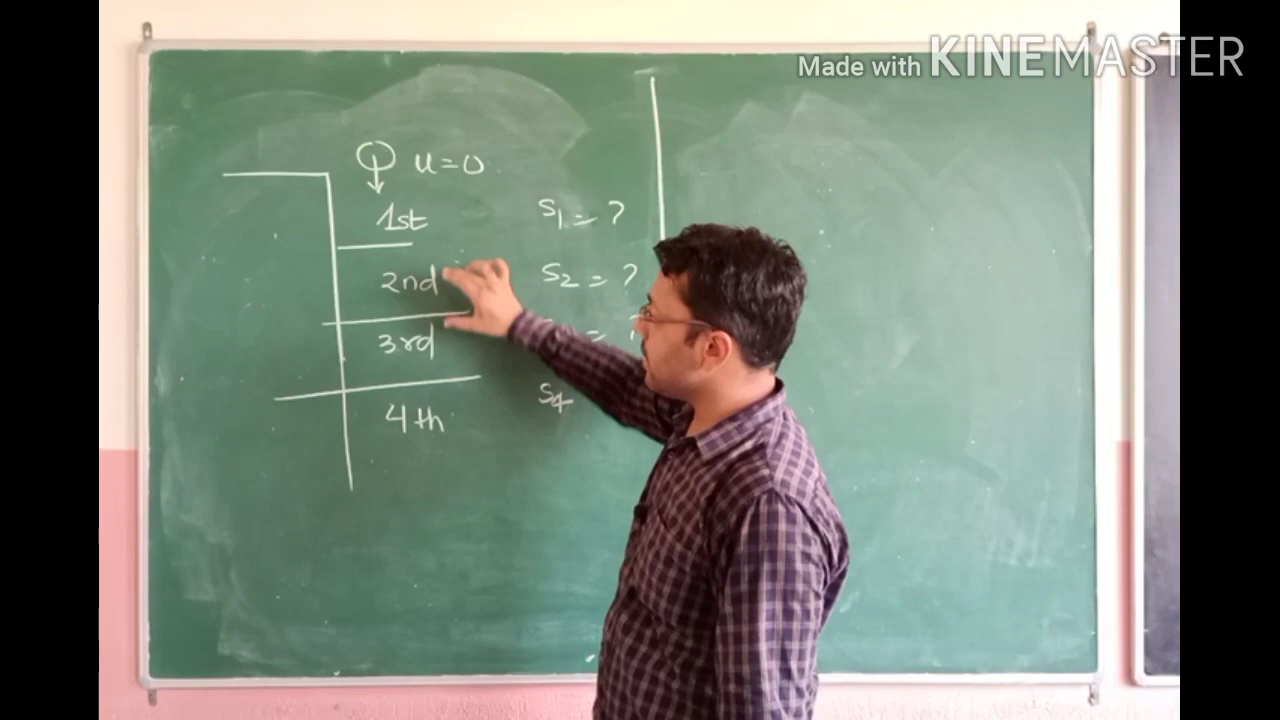 Made with KINEMASTER
u=0
1st S1 = ?
2nd S2 = ?
3rd = ?
4th S4